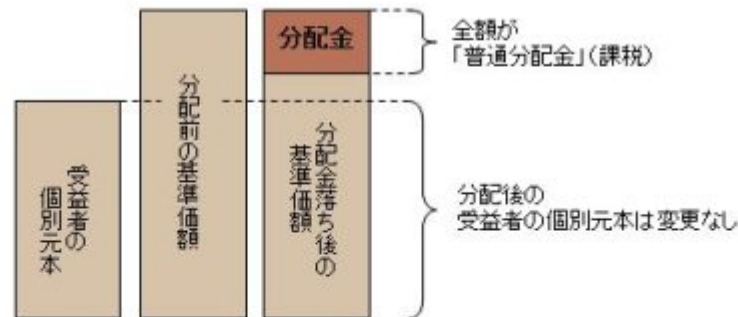 受益者の
個別元本
分配前の基準価額
分配金
分配金落ち後の
基準価額
全額が
「普通分配金」(課税)
分配後の
受益者の個別元本は変更なし